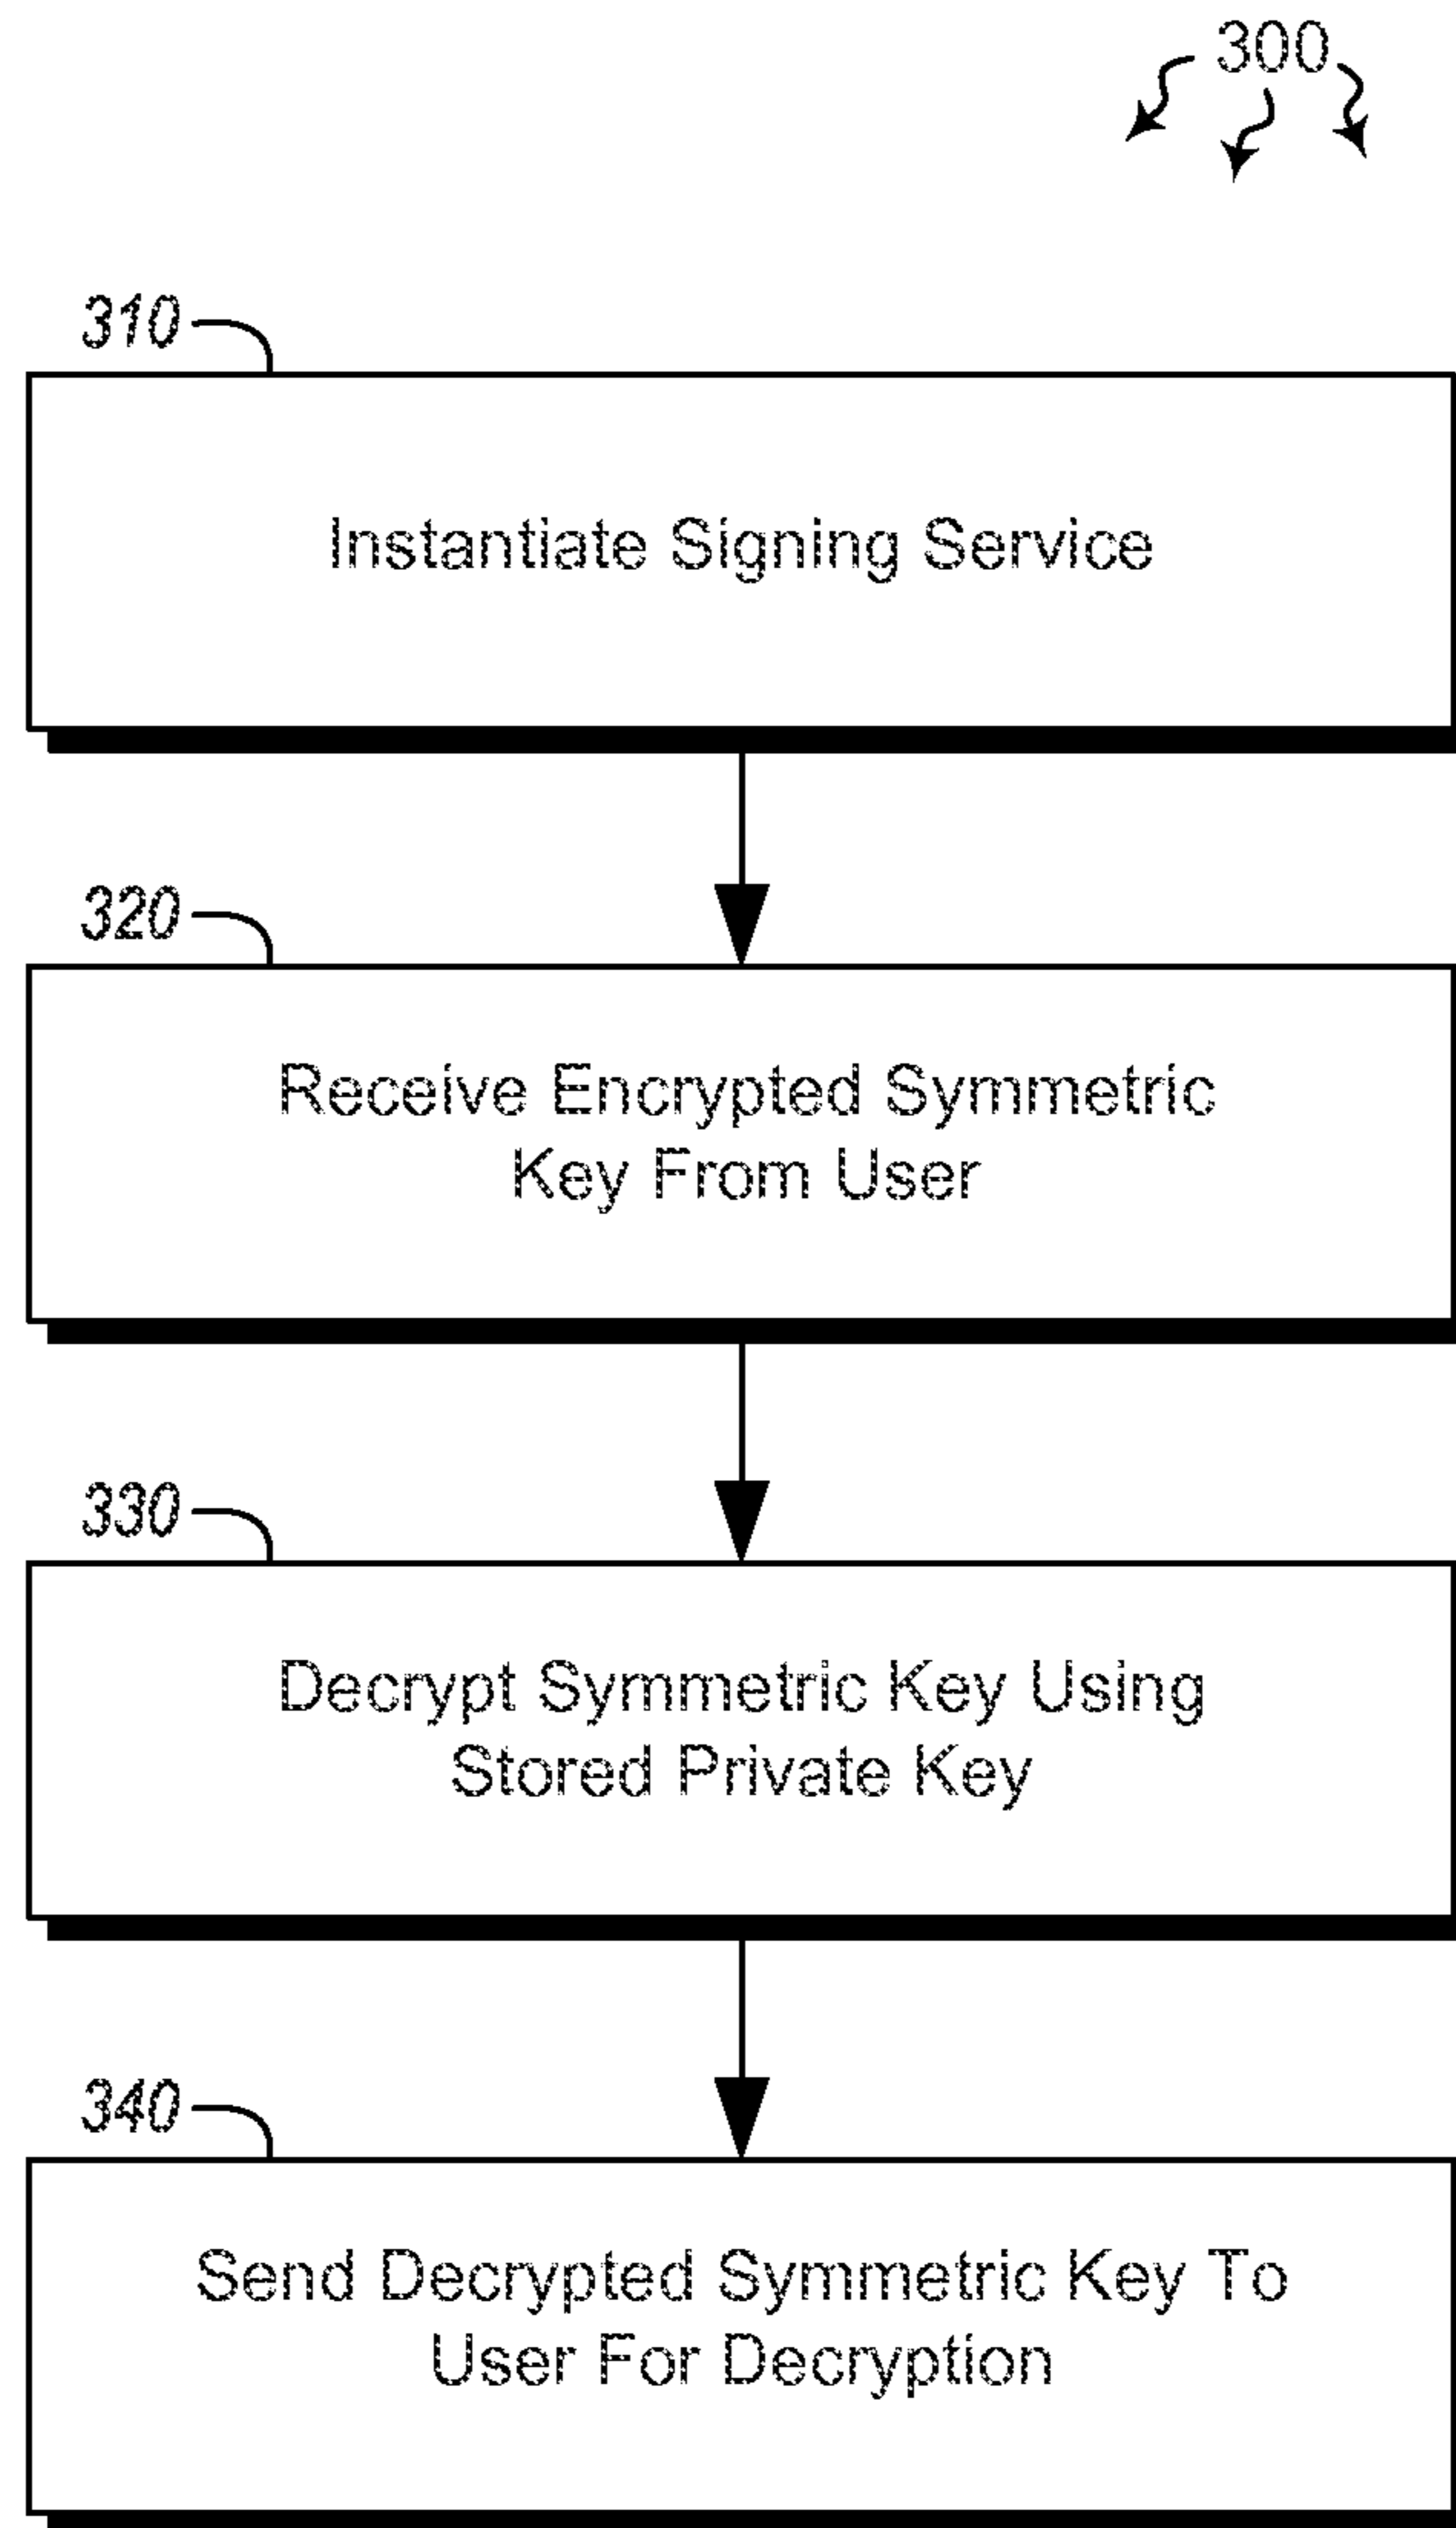 300
310
Instantiate Signing Service
320
Receive Encrypted Symmetric
Key From User
330
Decrypt Symmetric Key Using
Stored Private Key
340
Send Decrypted Symmetric Key To
User For Decryption